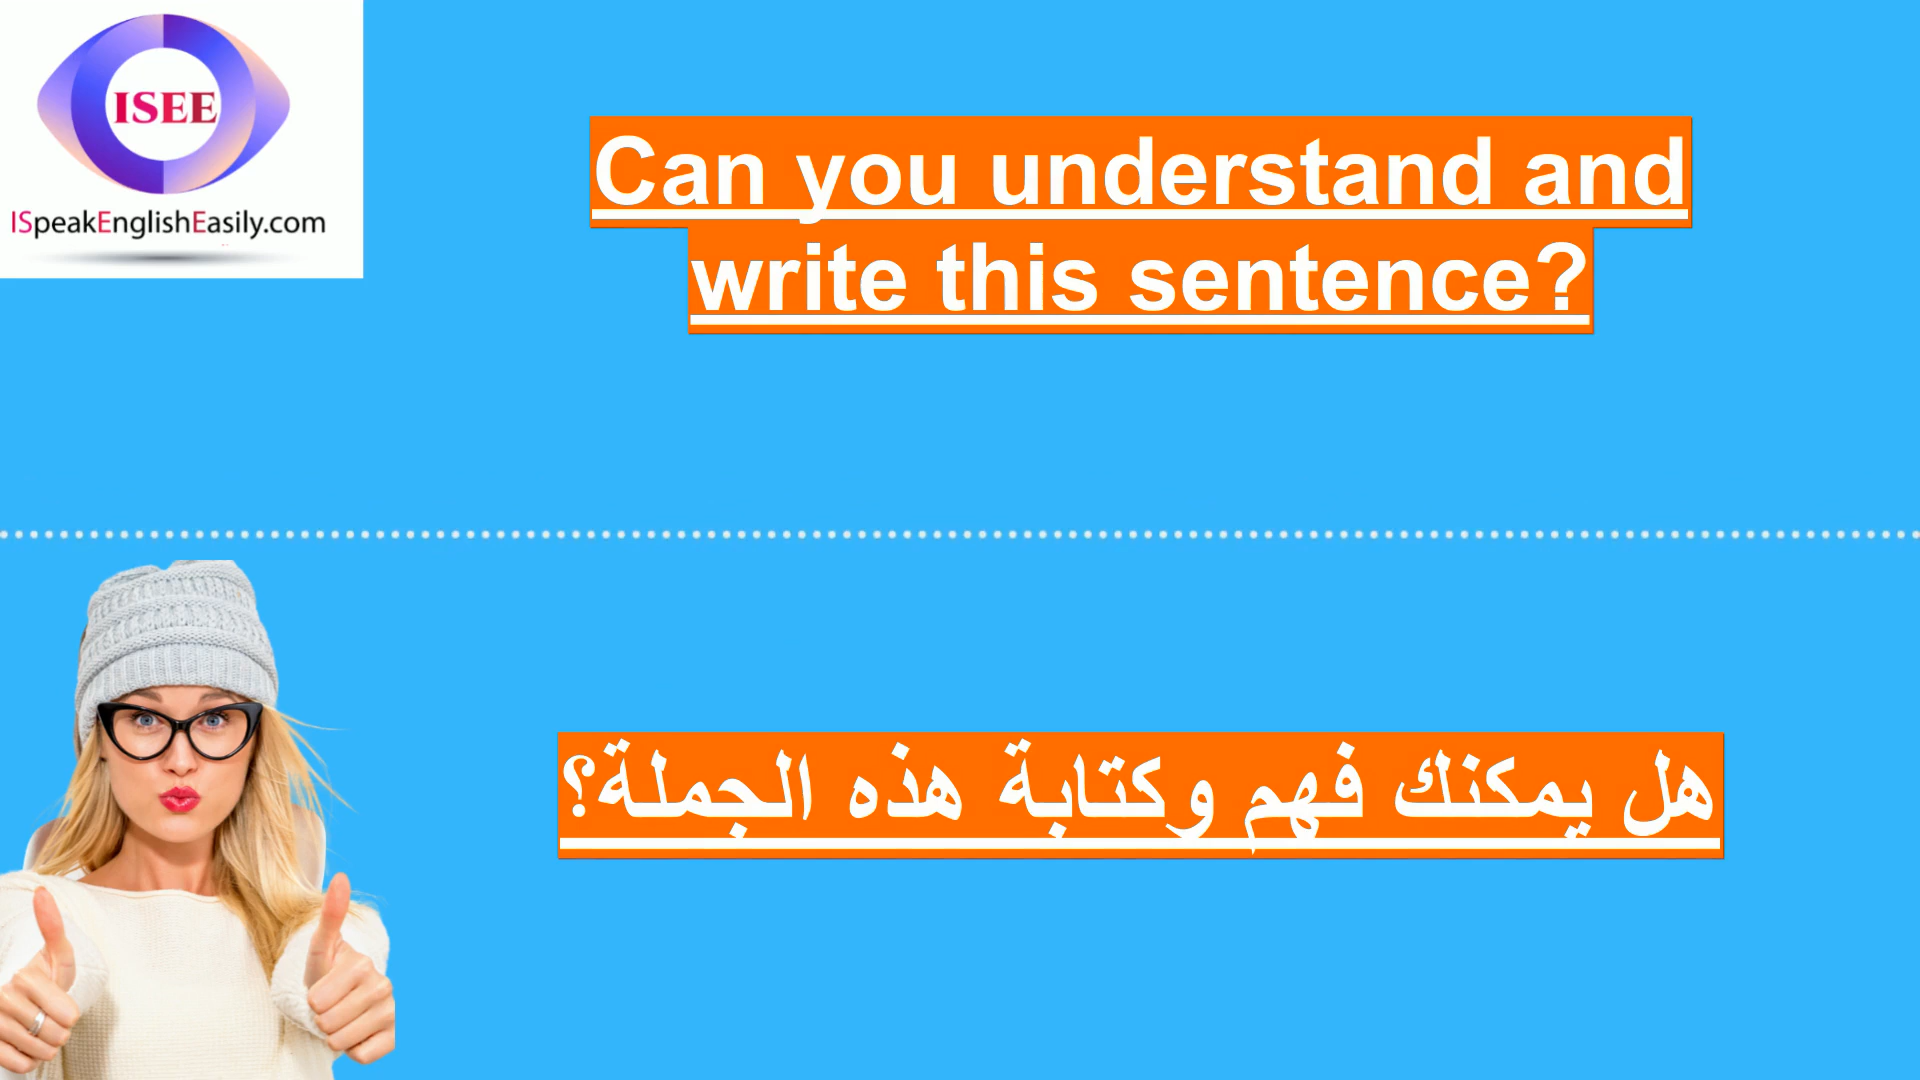 ISEE
ISpeakEnglishEasily.com
Can you understand and
write this sentence?
هل يمكنك فهم وكتابة هذه الجملة؟